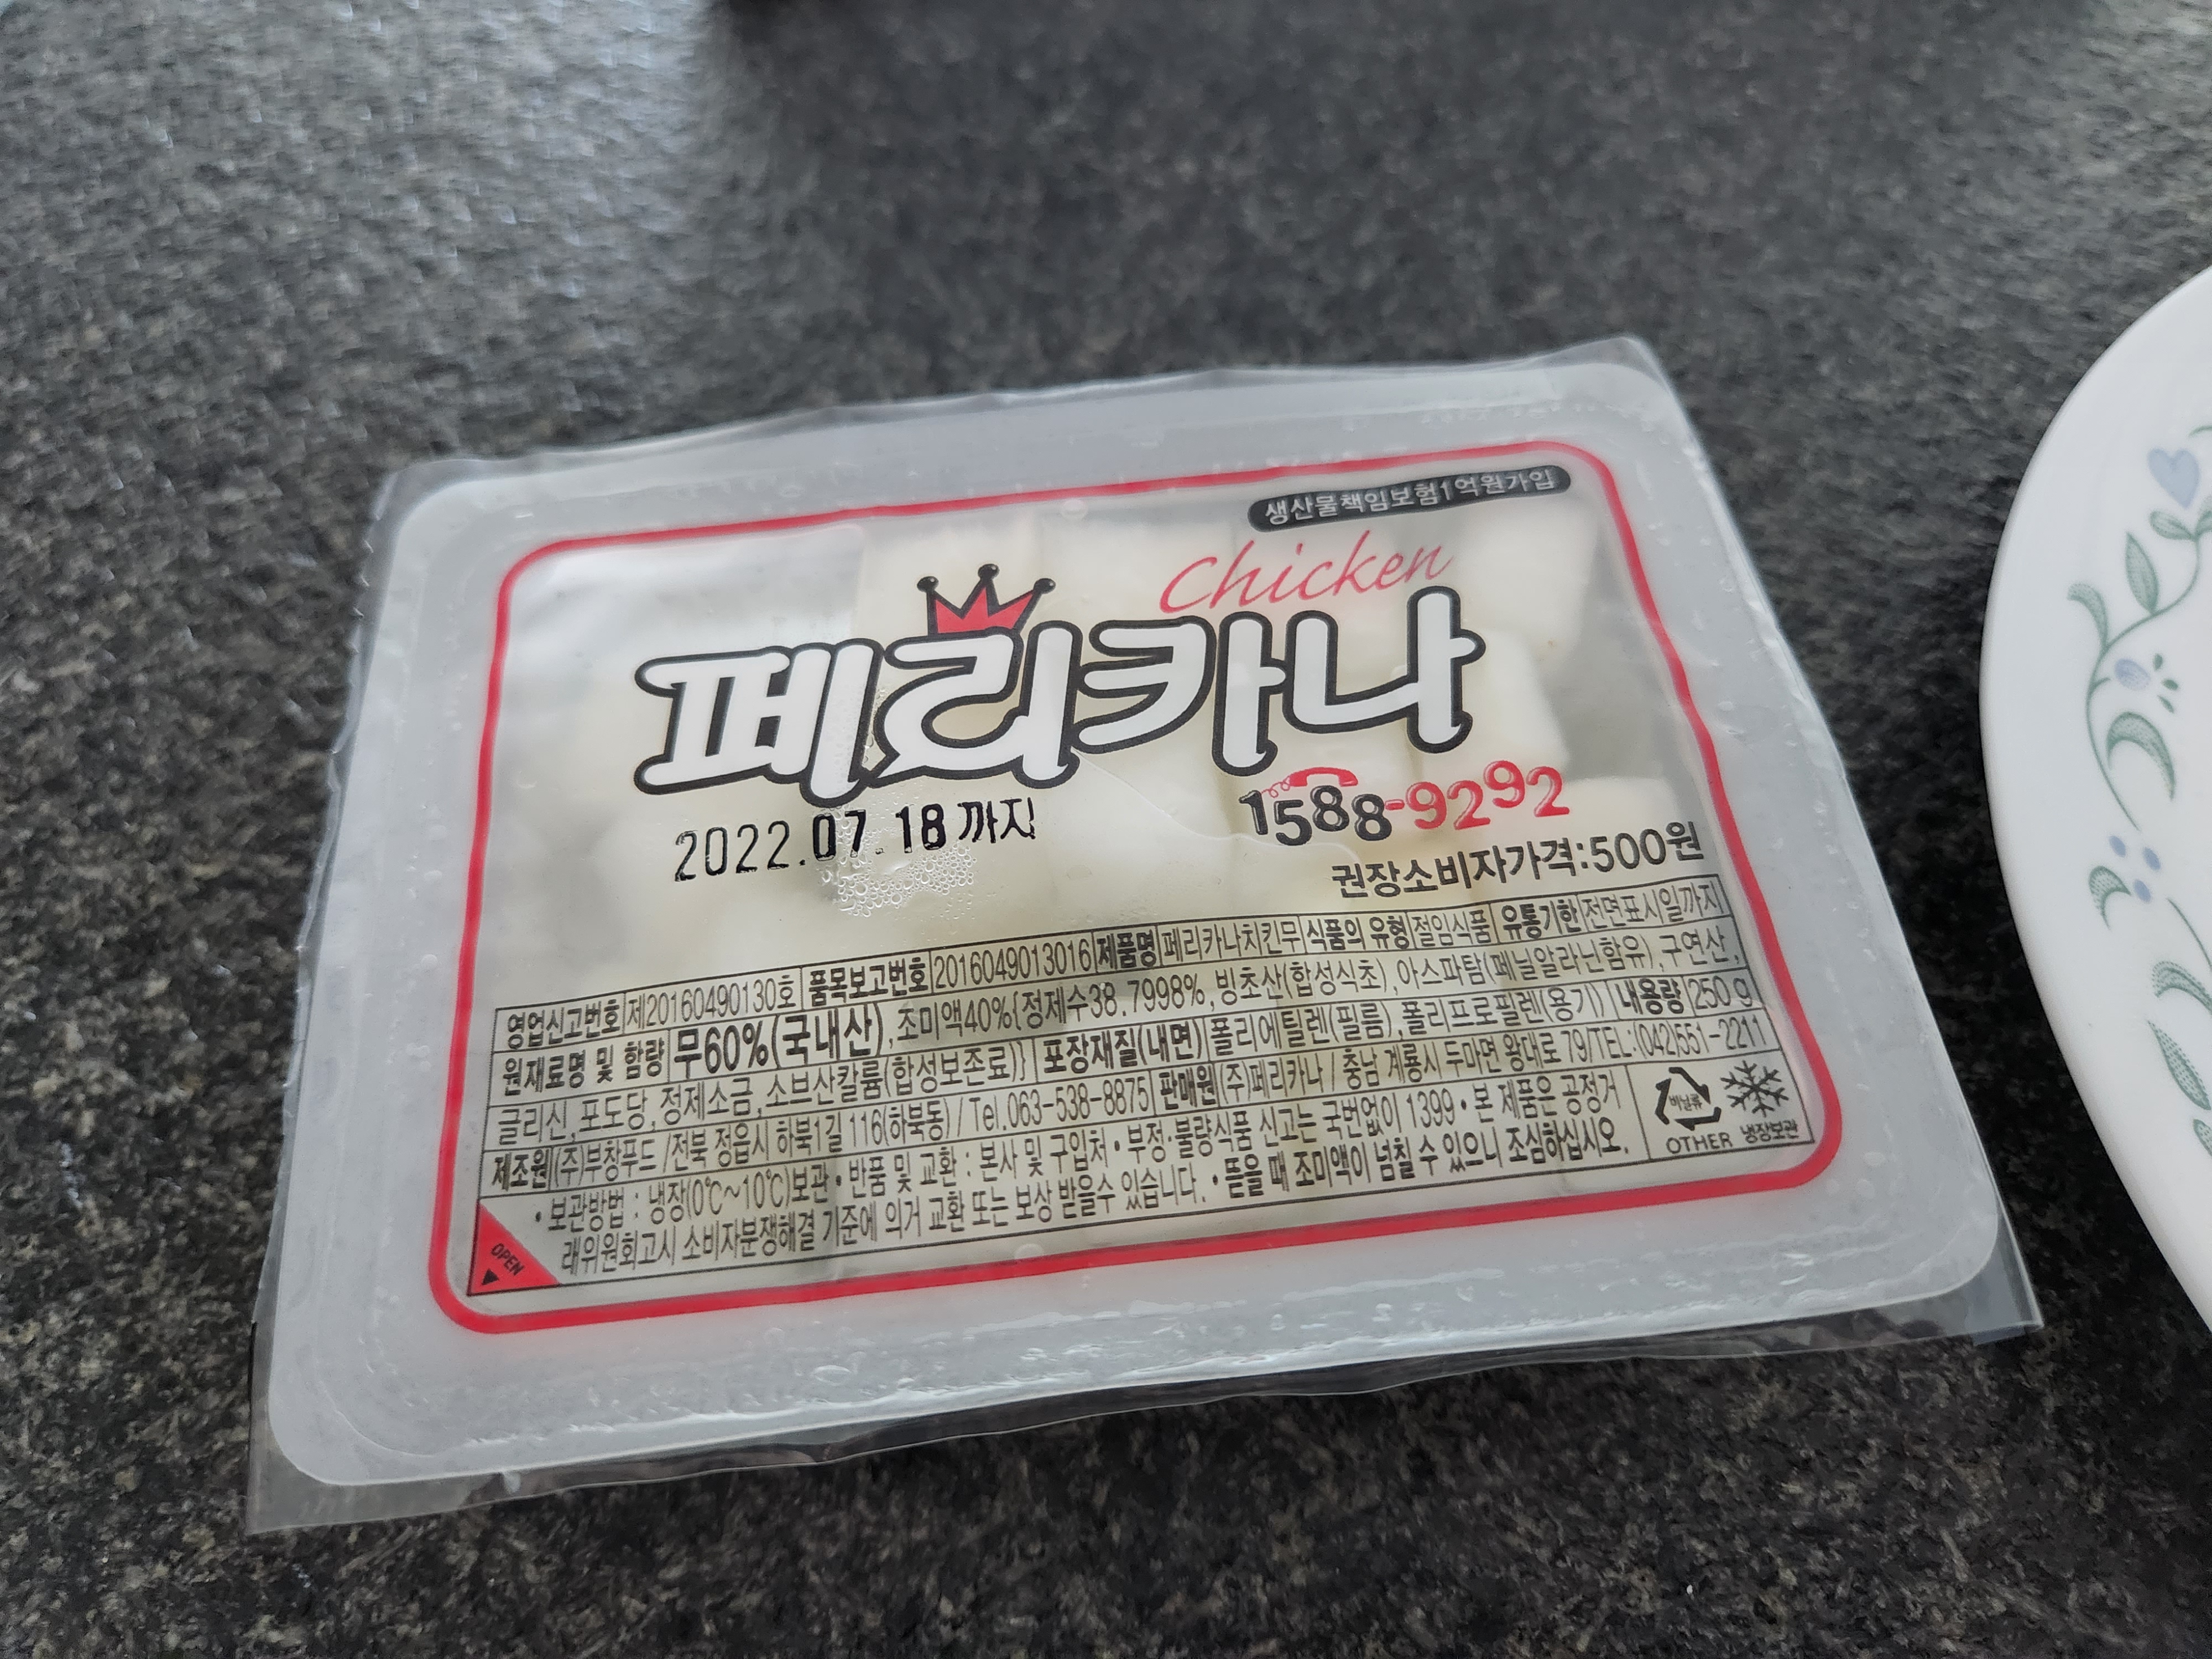 생산물책임보험1억원가입
Chicken
페리카나
1588-9292
2022.07.18 까지
권장소비자가격:500원
영업신고번호 제20160490130호 품목보고번호 2016049013016 제품명 페리카나치킨무 식품의 유형 절임식품 유통기한 전면표시일까지
원재료명 및 함량 무60%(국내산), 조미액40%{정제수38.7998%, 빙초산(합성식초), 아스파탐(페닐알라닌함유), 구연산,
글리신, 포도당, 정제소금, 소브산칼륨(합성보존료)} 포장재질(내면) 폴리에틸렌(필름), 폴리프로필렌(용기) 내용량 250 g
제조원 (주)부창푸드 / 전북 정읍시 하북1길 116(하북동) / Tel.063-538-8875 판매원 (주)페리카나 / 충남 계룡시 두마면 왕대로 79/TEL:(042)551-2211
• 보관방법 : 냉장(0℃~10℃)보관 • 반품 및 교환 : 본사 및 구입처 • 부정·불량식품 신고는 국번없이 1399 • 본 제품은 공정거
래위원회고시 소비자분쟁해결 기준에 의거 교환 또는 보상 받을수 있습니다. • 뜯을 때 조미액이 넘칠 수 있으니 조심하십시오.
비닐류
OTHER 냉장보관
OPEN